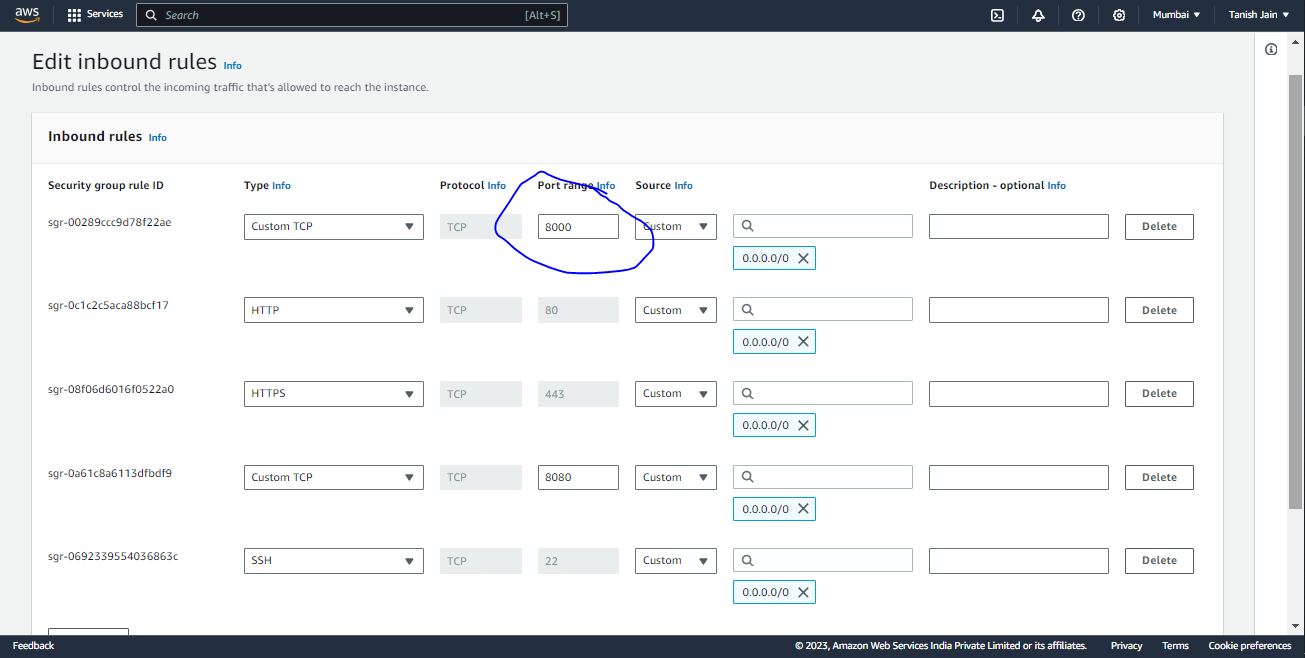 aws Services Search [Alt+S] Mumbai Tanish Jain
Edit inbound rules Info
Inbound rules control the incoming traffic that's allowed to reach the instance.
Inbound rules Info
Security group rule ID Type Info Protocol Info Port range Info Source Info Description - optional Info
sgr-00289ccc9d78f22ae Custom TCP TCP 8000 Custom Delete
0.0.0.0/0
sgr-0c1c2c5aca88bcf17 HTTP TCP 80 Custom Delete
0.0.0.0/0
sgr-08f06d6016f0522a0 HTTPS TCP 443 Custom Delete
0.0.0.0/0
sgr-0a61c8a6113dfbdf9 Custom TCP TCP 8080 Custom Delete
0.0.0.0/0
sgr-0692339554036863c SSH TCP 22 Custom Delete
0.0.0.0/0
Feedback © 2023, Amazon Web Services India Private Limited or its affiliates. Privacy Terms Cookie preferences